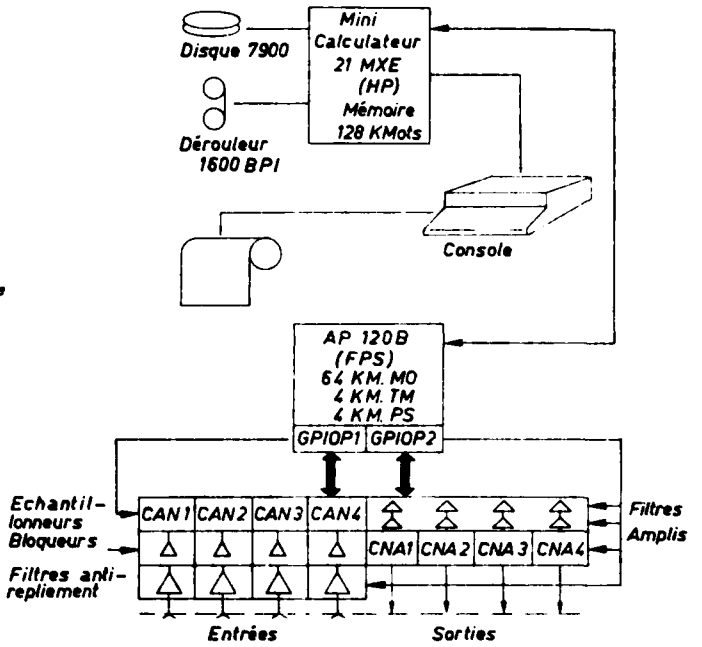 Disque 7900
Dérouleur
1600 BPI
Mini
Calculateur
21 MXE
(HP)
Mémoire
128 KMots
Console
AP 120B
(FPS)
64 KM. MO
4 KM. TM
4 KM. PS
GPIOP1 GPIOP2
Echantil-
lonneurs
Bloqueurs
Filtres anti-
repliement
CAN1 CAN2 CAN3 CAN4
CNA1 CNA2 CNA3 CNA4
Filtres
Amplis
Entrées
Sorties